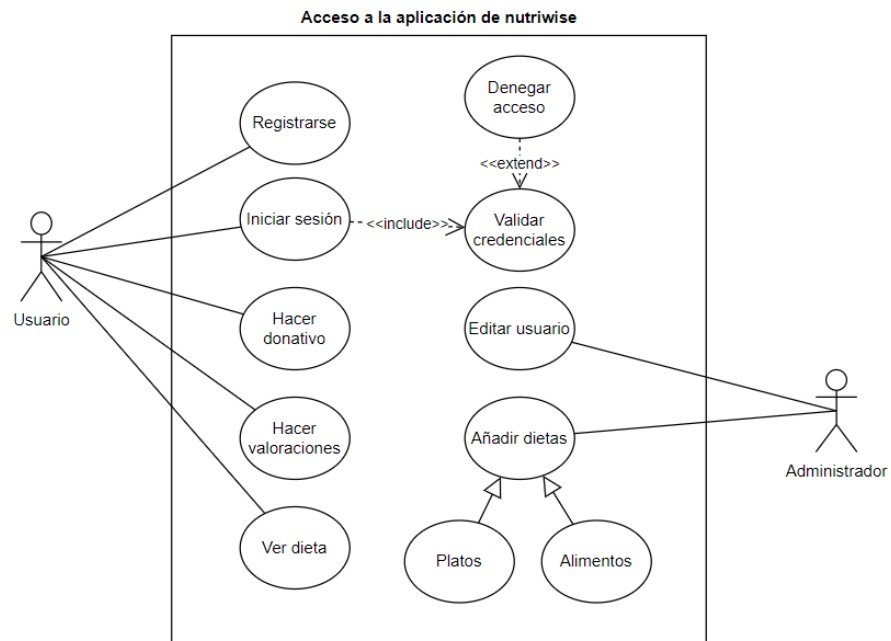 Acceso a la aplicación de nutriwise
Denegar
acceso
Registrarse
<<extend>>
Iniciar sesión
<<include>>
Validar
credenciales
Usuario
Hacer
donativo
Editar usuario
Hacer
valoraciones
Añadir dietas
Administrador
Ver dieta
Platos
Alimentos